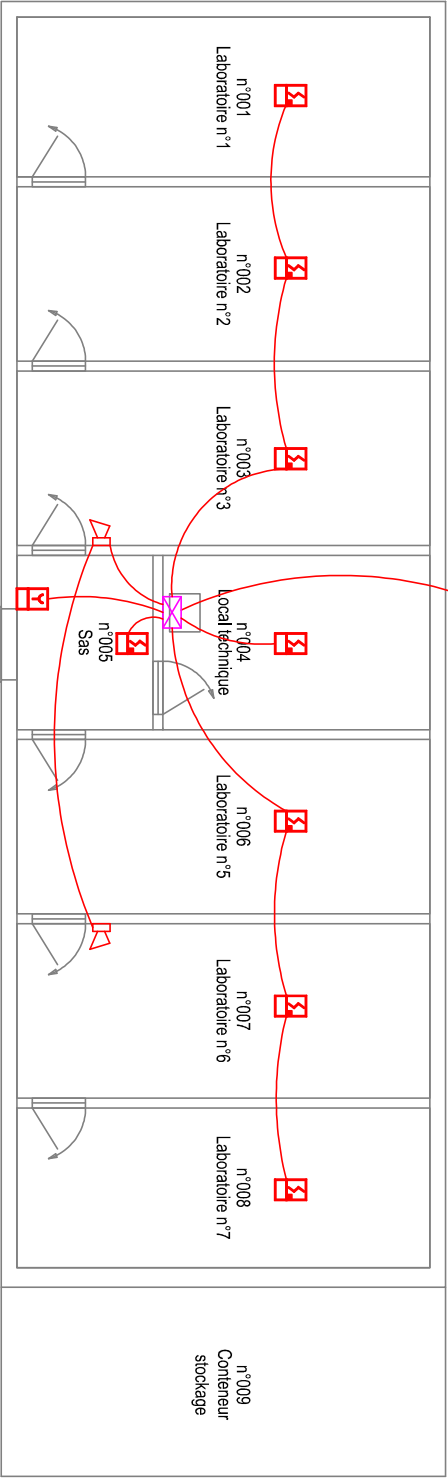 n°001
Laboratoire n°1
n°002
Laboratoire n°2
n°003
Laboratoire n°3
n°004
Local technique
n°005
Sas
n°006
Laboratoire n°5
n°007
Laboratoire n°6
n°008
Laboratoire n°7
n°009
Conteneur
stockage